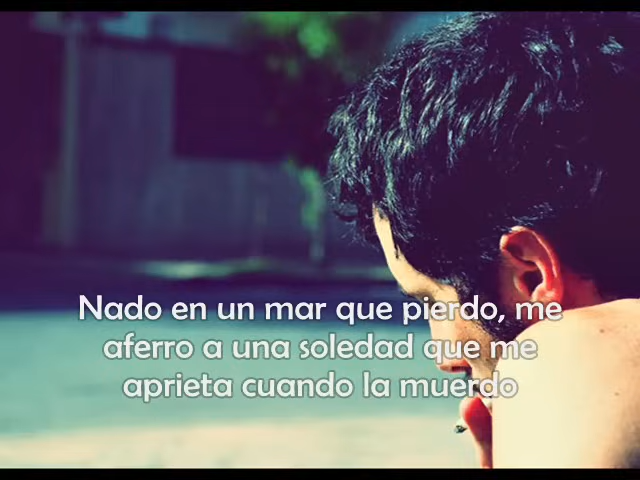 Nado en un mar que pierdo, me
aferro a una soledad que me
aprieta cuando la muerdo